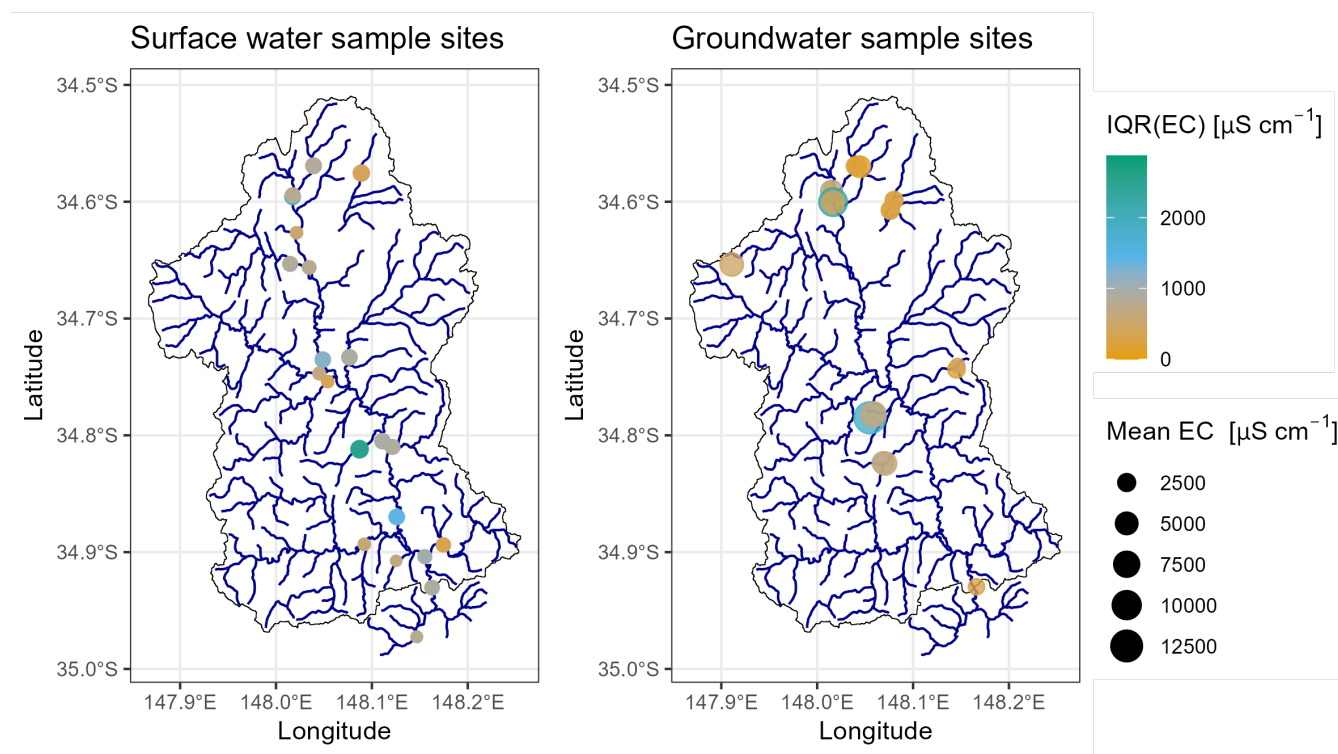 Surface water sample sites
Groundwater sample sites
34.5°S
34.6°S
34.7°S
34.8°S
34.9°S
35.0°S
Latitude
147.9°E 148.0°E 148.1°E 148.2°E
Longitude
34.5°S
34.6°S
34.7°S
34.8°S
34.9°S
35.0°S
Latitude
147.9°E 148.0°E 148.1°E 148.2°E
Longitude
IQR(EC) [µS cm⁻¹]
2000
1000
0
Mean EC [µS cm⁻¹]
2500
5000
7500
10000
12500